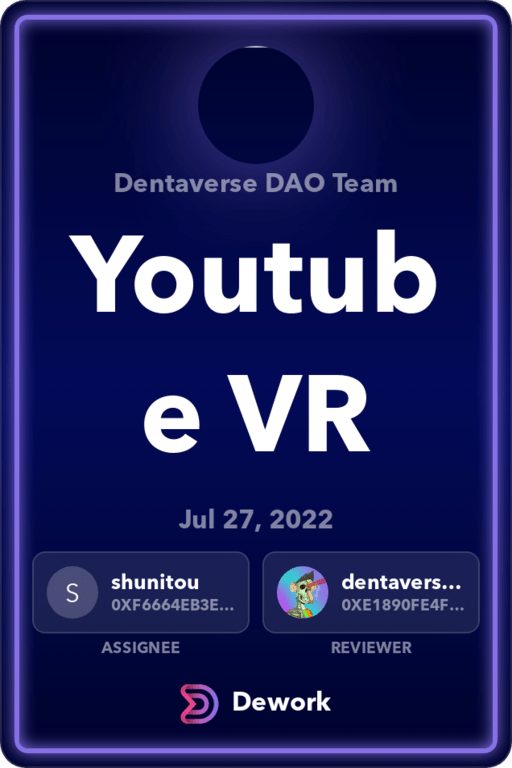 Dentaverse DAO Team
Youtub
e VR
Jul 27, 2022
S
shunitou
0XF6664EB3E...
ASSIGNEE
dentavers...
0XE1890FE4F...
REVIEWER
Dework